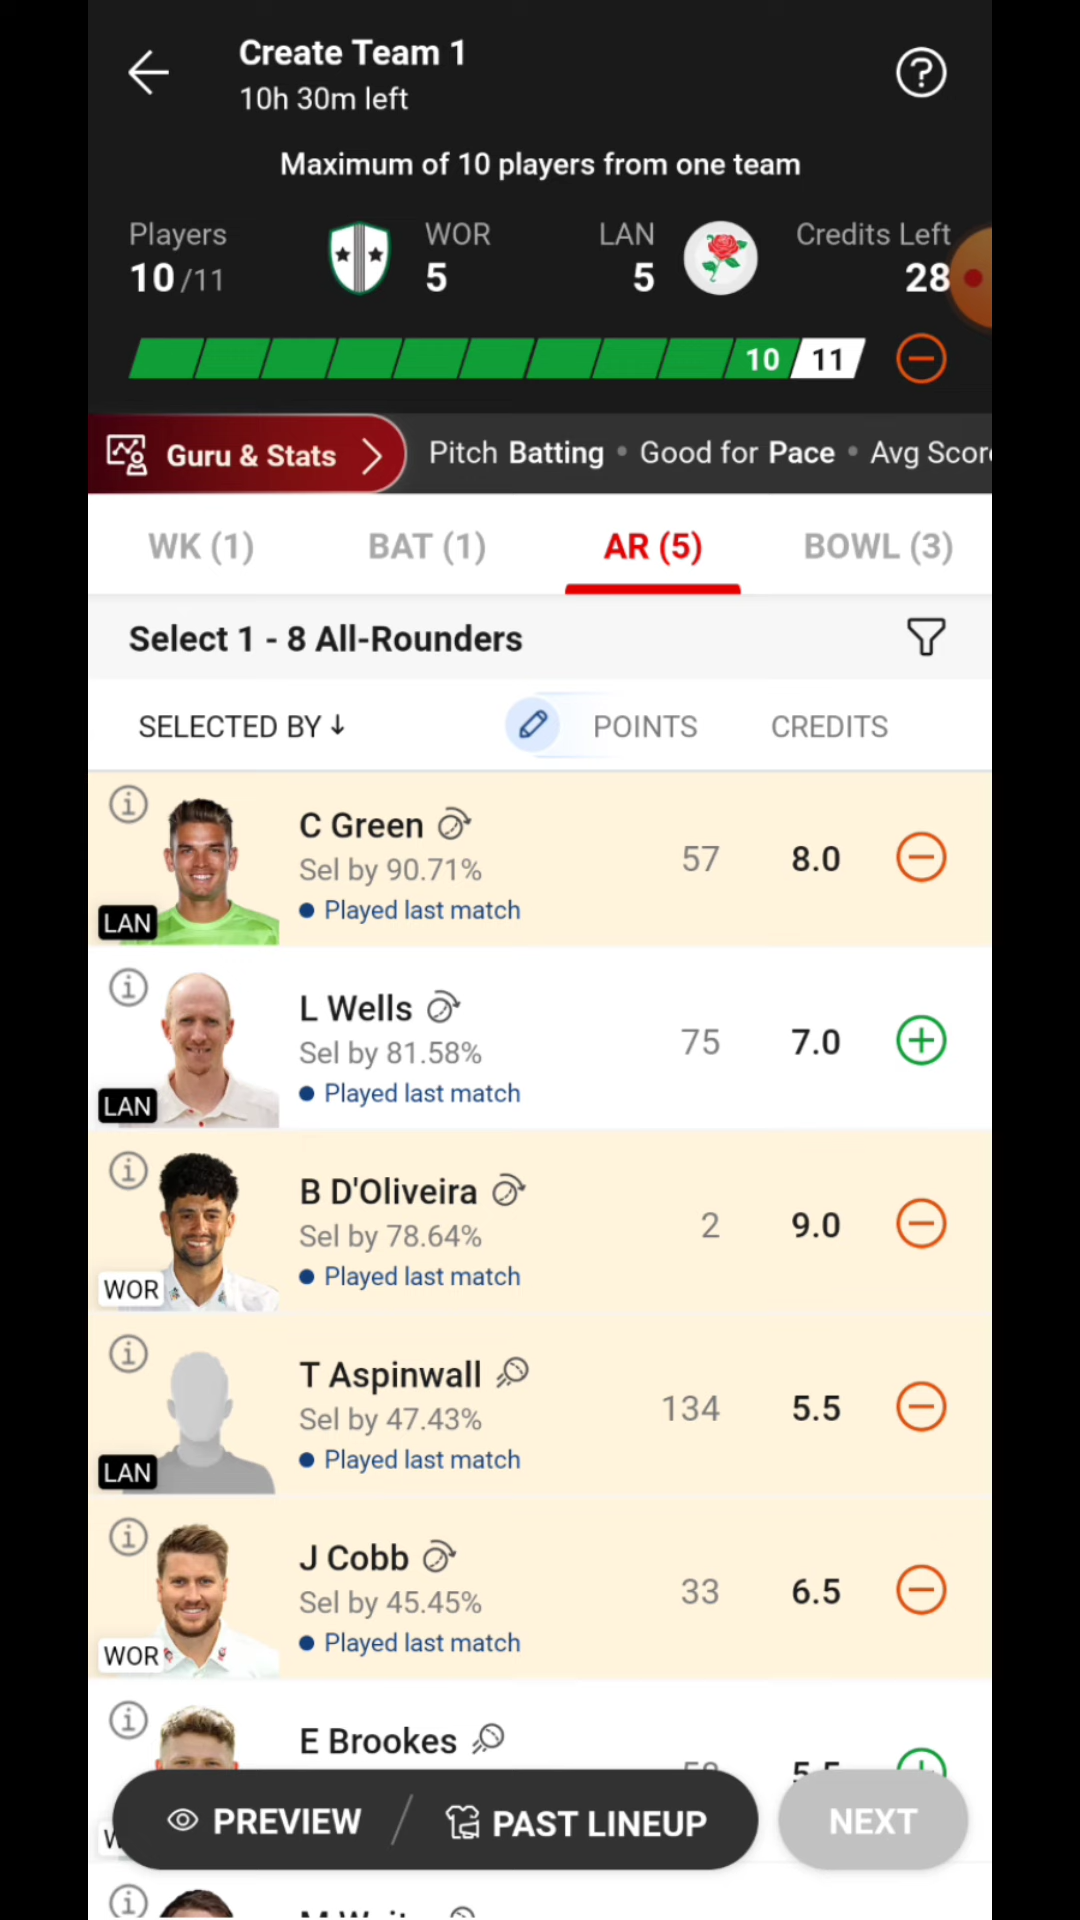 Create Team 1
10h 30m left
Maximum of 10 players from one team
Players WOR LAN Credits Left
10/11 5 5 28
10 11
Guru & Stats Pitch Batting • Good for Pace • Avg Scor
WK (1) BAT (1) AR (5) BOWL (3)
Select 1 - 8 All-Rounders
SELECTED BY ↓ POINTS CREDITS
C Green
Sel by 90.71% 57 8.0
Played last match
LAN
L Wells
Sel by 81.58% 75 7.0
Played last match
LAN
B D'Oliveira
Sel by 78.64% 2 9.0
Played last match
WOR
T Aspinwall
Sel by 47.43% 134 5.5
Played last match
LAN
J Cobb
Sel by 45.45% 33 6.5
Played last match
WOR
E Brookes
PREVIEW / PAST LINEUP NEXT